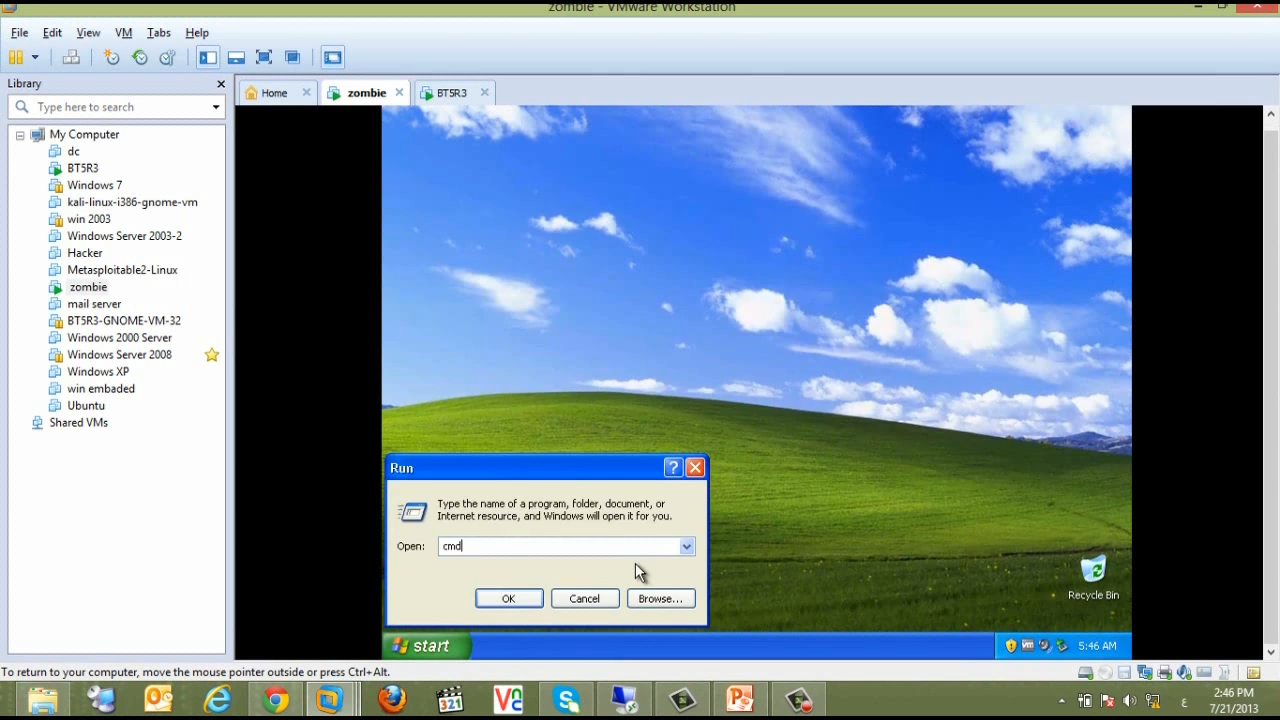 zombie - VMware Workstation
File Edit View VM Tabs Help
Library
Type here to search
My Computer
dc
BT5R3
Windows 7
kali-linux-i386-gnome-vm
win 2003
Windows Server 2003-2
Hacker
Metasploitable2-Linux
zombie
mail server
BT5R3-GNOME-VM-32
Windows 2000 Server
Windows Server 2008
Windows XP
win embaded
Ubuntu
Shared VMs
Home zombie BT5R3
Run
Type the name of a program, folder, document, or
Internet resource, and Windows will open it for you.
Open: cmd
OK Cancel Browse...
Recycle Bin
start
5:46 AM
To return to your computer, move the mouse pointer outside or press Ctrl+Alt.
321
VNC
ع
2:46 PM
7/21/2013